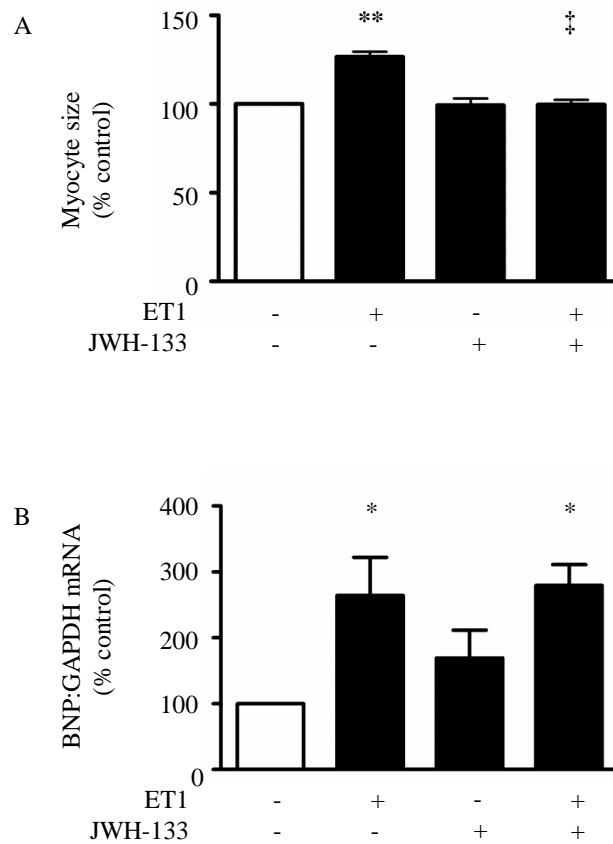 A
Myocyte size
(% control)
150
**
‡
100
50
0
ET1 - + - +
JWH-133 - - + +
B
BNP:GAPDH mRNA
(% control)
400
* *
300
200
100
0
ET1 - + - +
JWH-133 - - + +